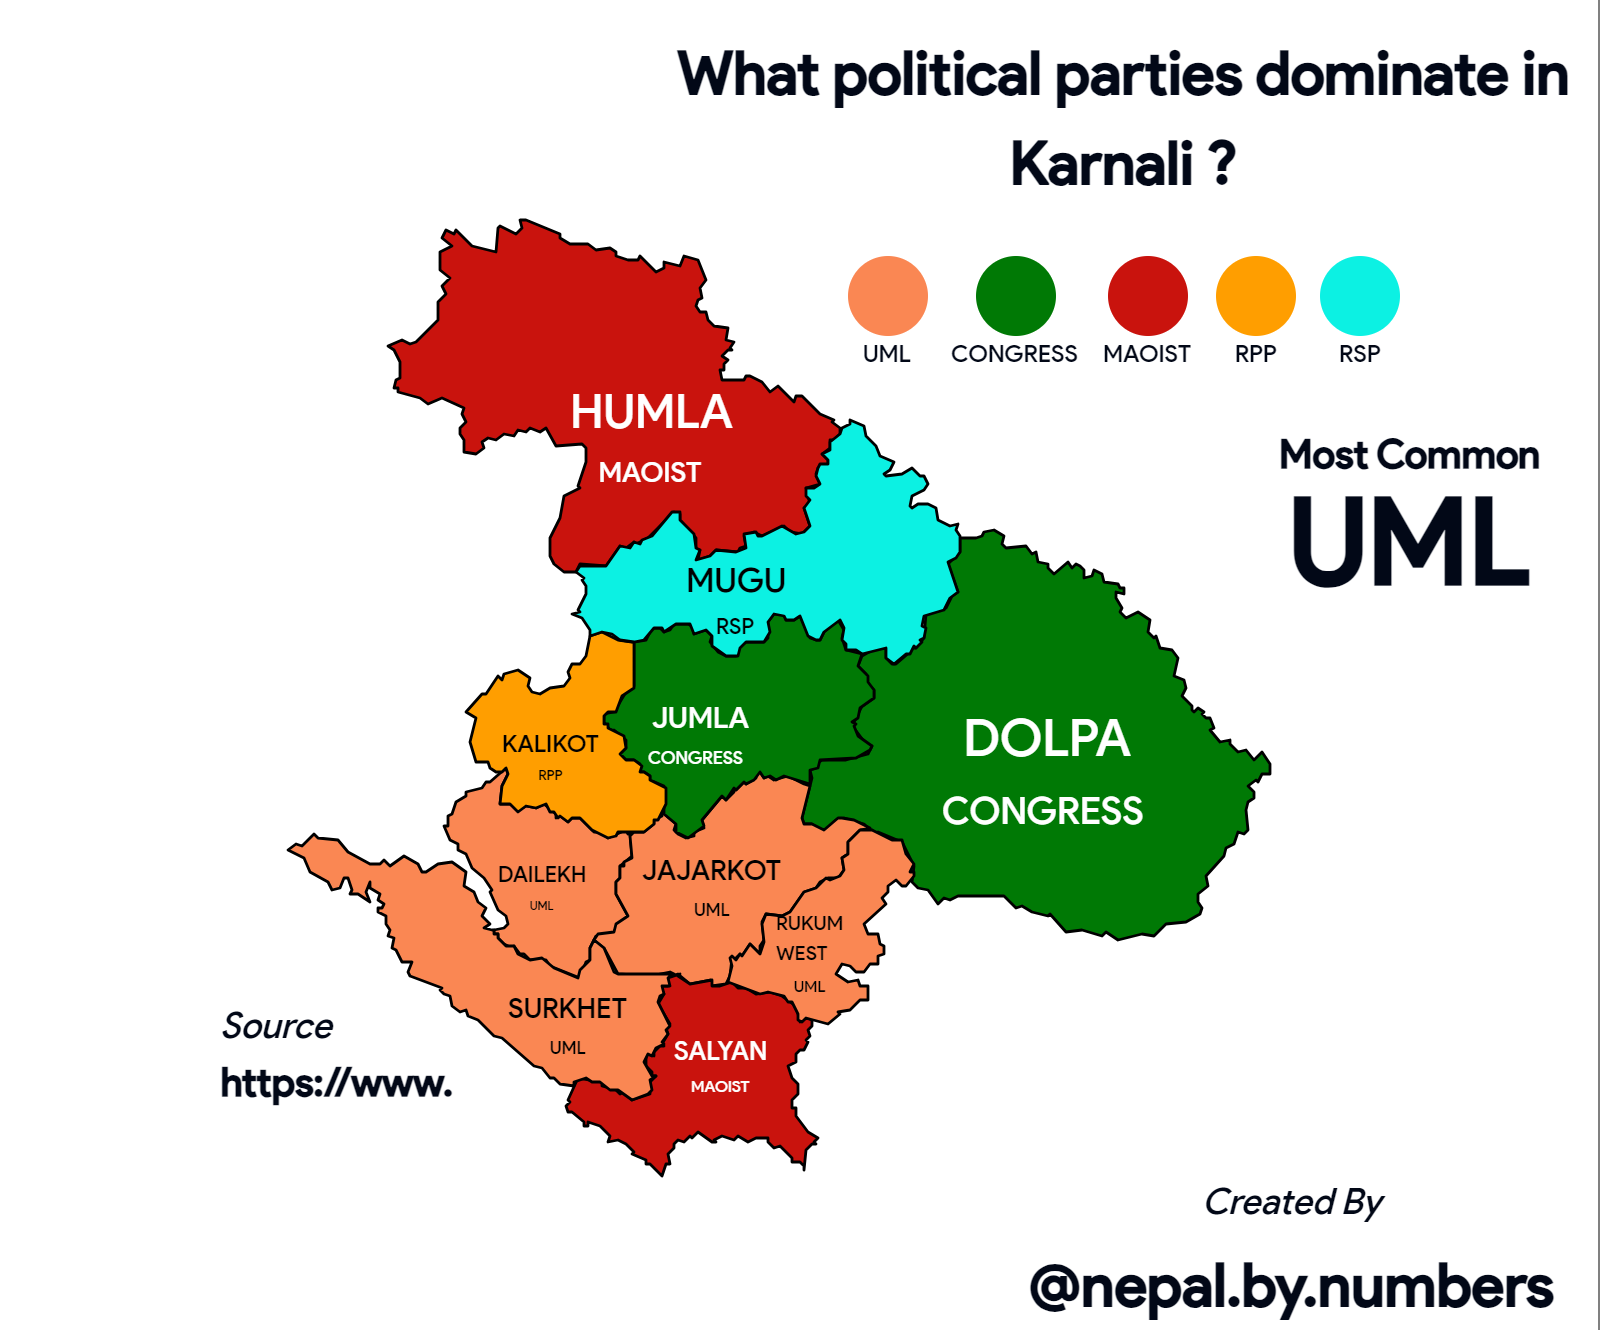 What political parties dominate in
Karnali ?
UML
CONGRESS
MAOIST
RPP
RSP
Most Common
UML
HUMLA
MAOIST
MUGU
RSP
KALIKOT
RPP
JUMLA
CONGRESS
DOLPA
CONGRESS
DAILEKH
UML
JAJARKOT
UML
RUKUM
WEST
UML
SURKHET
UML
SALYAN
MAOIST
Source
https://www.
Created By
@nepal.by.numbers